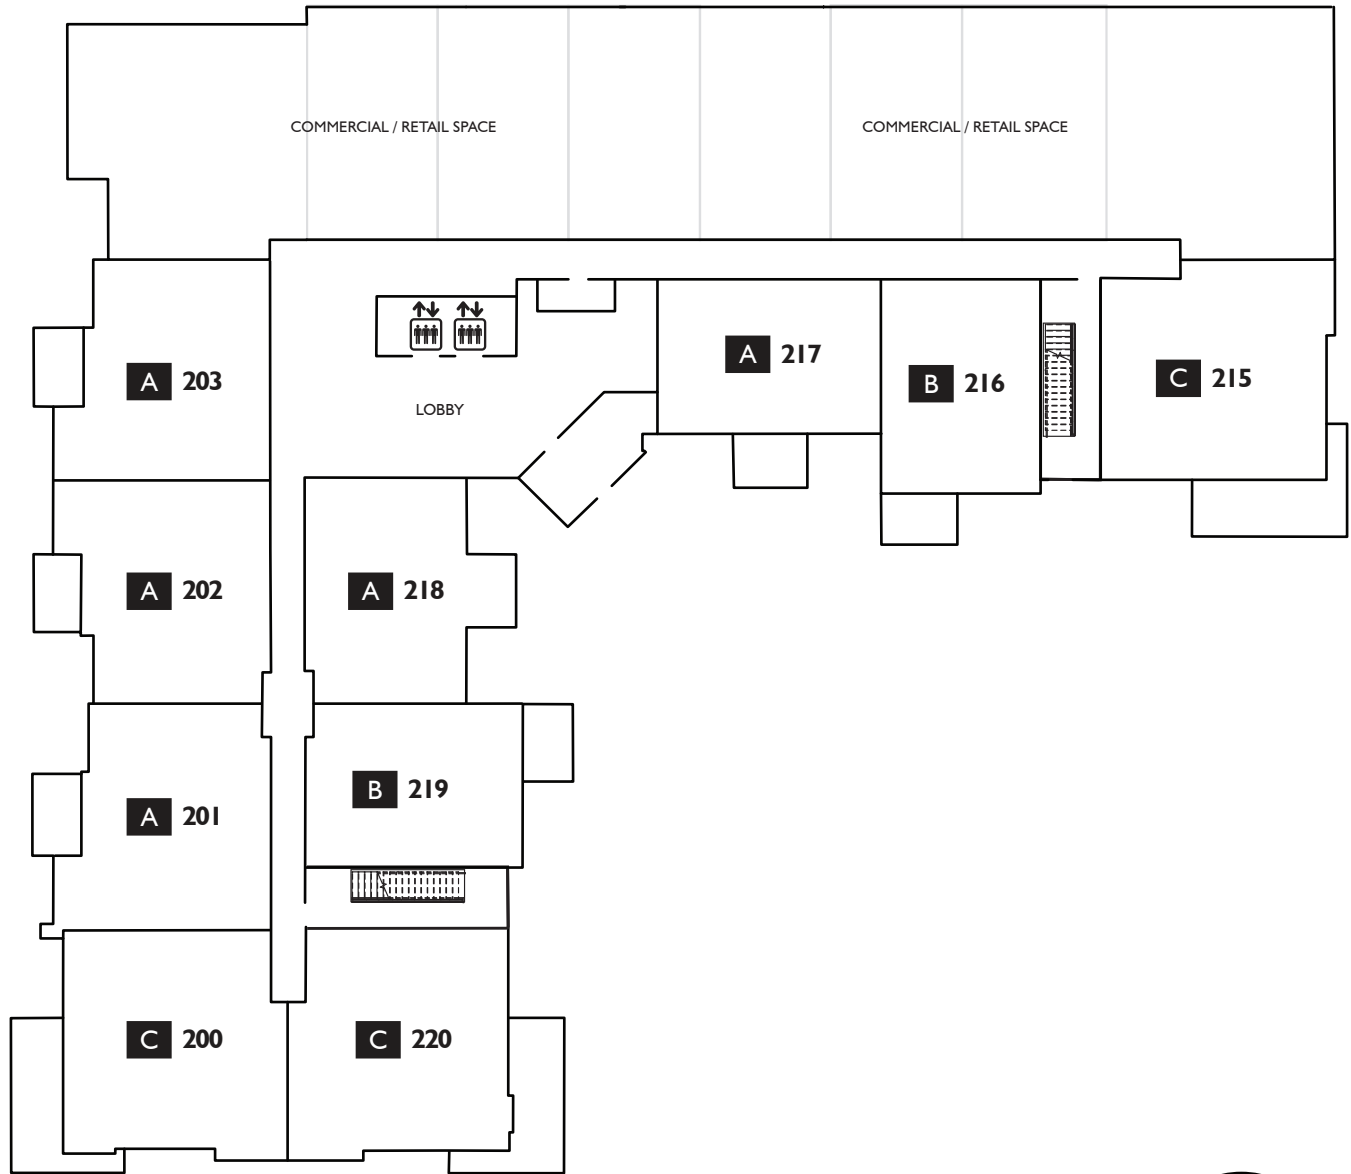 COMMERCIAL / RETAIL SPACE
COMMERCIAL / RETAIL SPACE
A 203
LOBBY
A 217
B 216
C 215
A 202
A 218
A 201
B 219
C 200
C 220